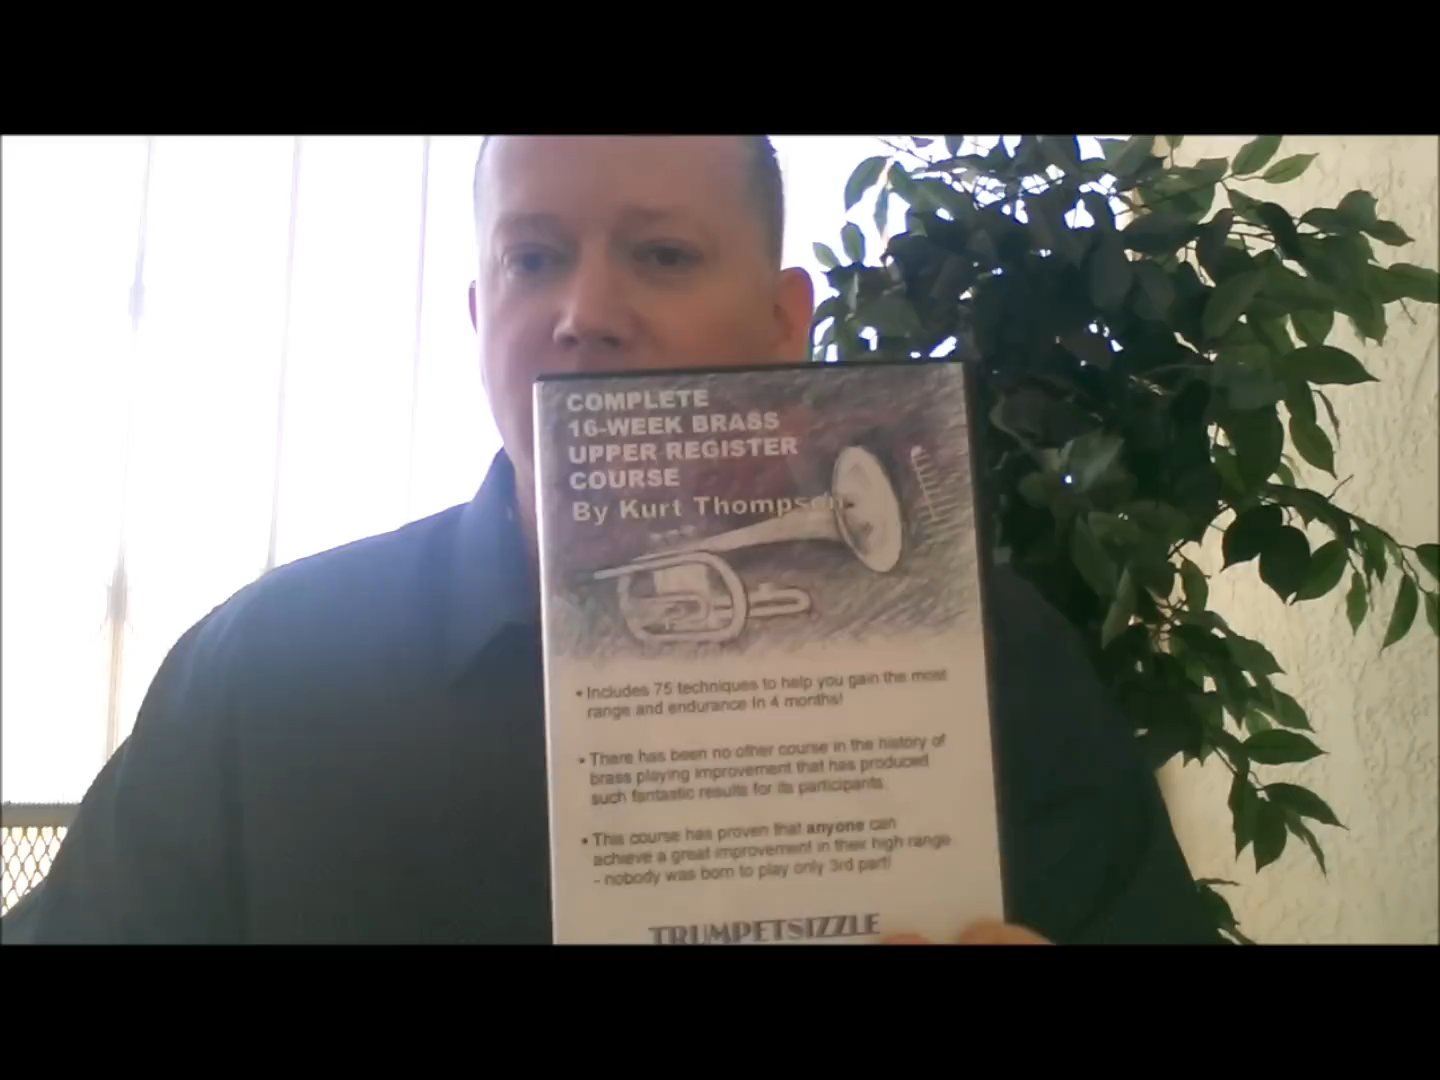 COMPLETE
16-WEEK BRASS
UPPER REGISTER
COURSE
By Kurt Thompson
• Includes 75 techniques to help you gain the most
range and endurance in 4 months!
• There has been no other course in the history of
brass playing improvement that has produced
such fantastic results for its participants.
• This course has proven that anyone can
achieve a great improvement in their high range
- nobody was born to play only 3rd part!
TRUMPETSIZZLE